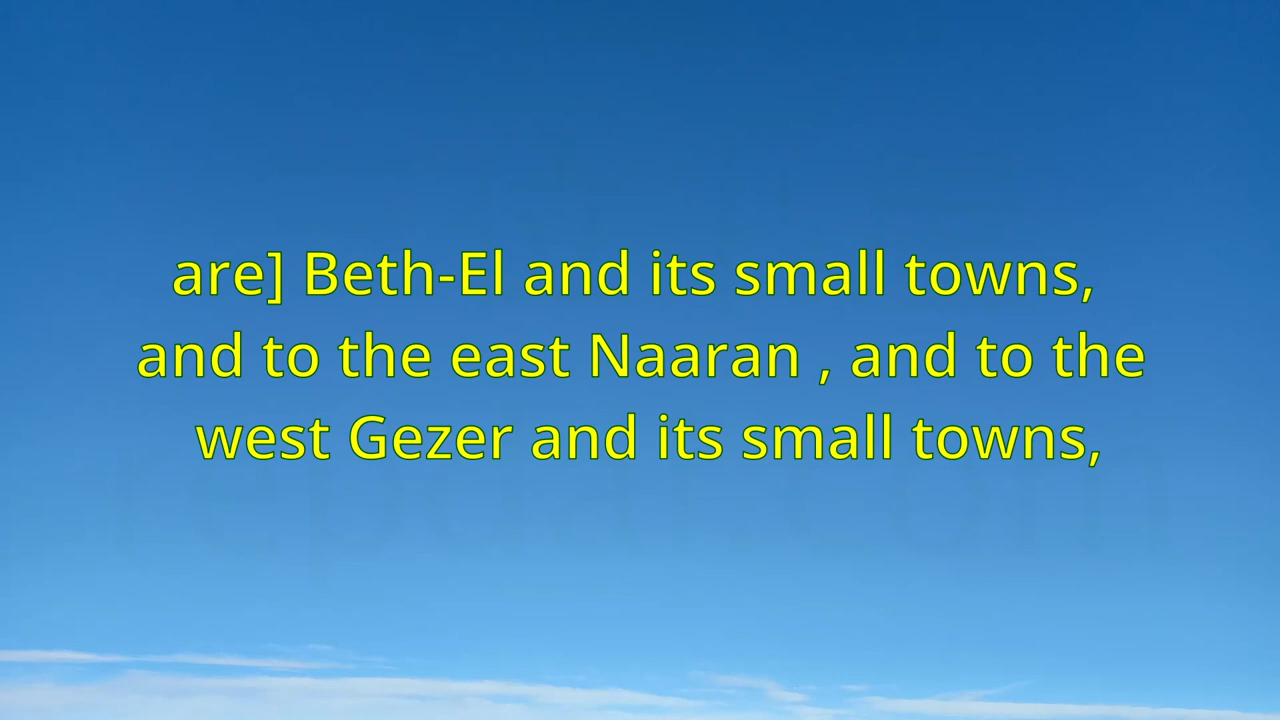 are] Beth-El and its small towns,
and to the east Naaran , and to the
west Gezer and its small towns,